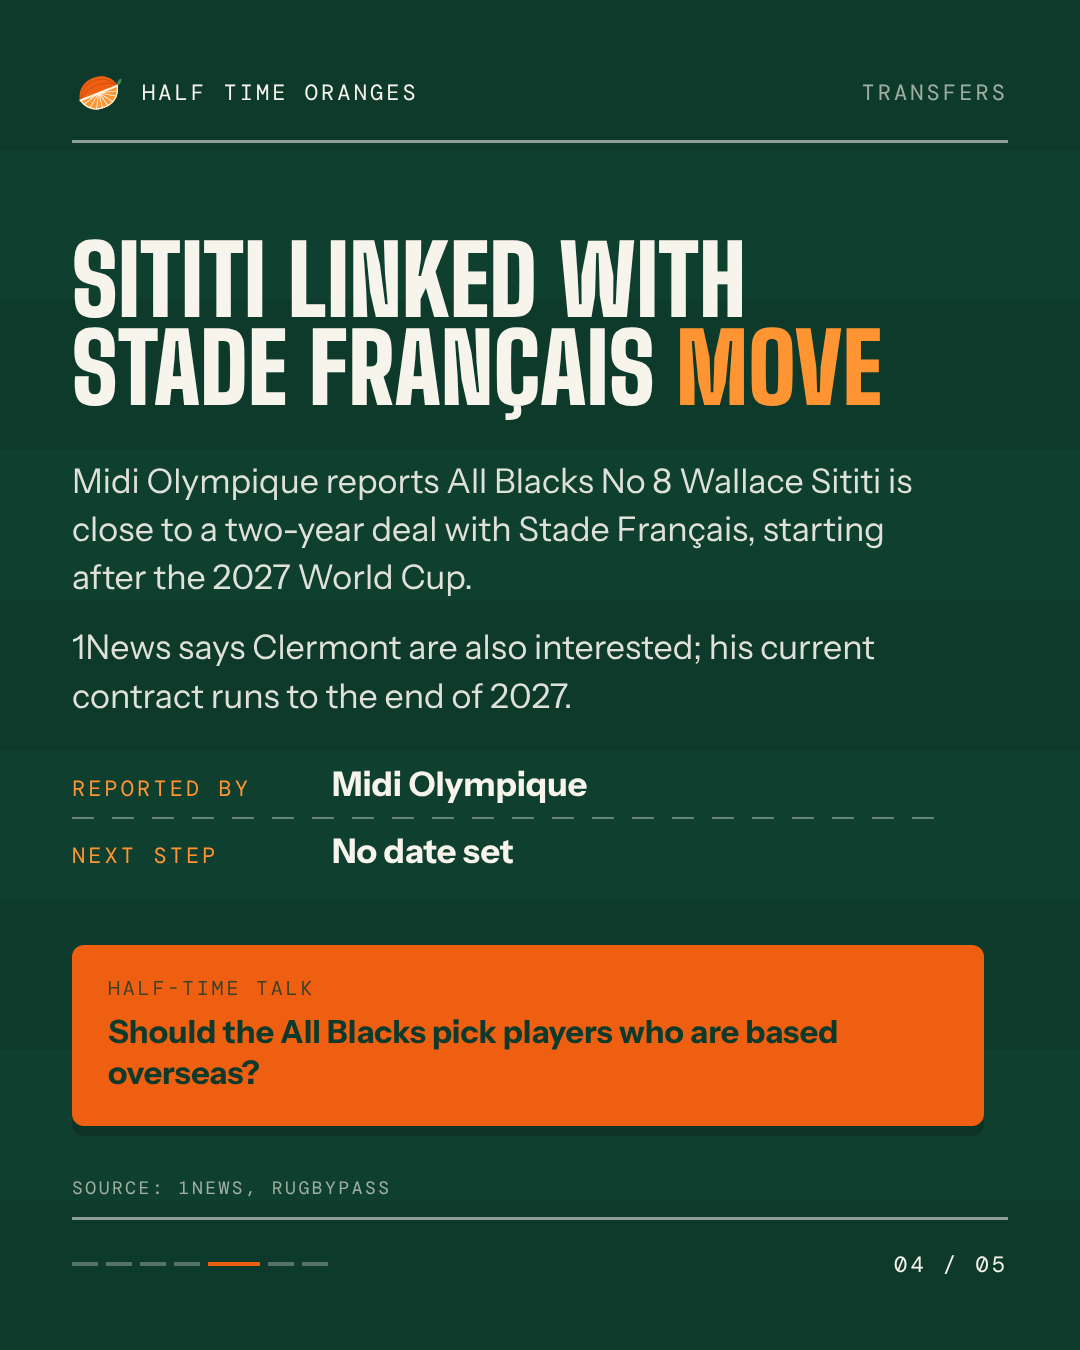 HALF TIME ORANGES
TRANSFERS
SITITI LINKED WITH
STADE FRANÇAIS MOVE
Midi Olympique reports All Blacks No 8 Wallace Sititi is
close to a two-year deal with Stade Français, starting
after the 2027 World Cup.
1News says Clermont are also interested; his current
contract runs to the end of 2027.
REPORTED BY Midi Olympique
NEXT STEP No date set
HALF-TIME TALK
Should the All Blacks pick players who are based
overseas?
SOURCE: 1NEWS, RUGBYPASS
04 / 05